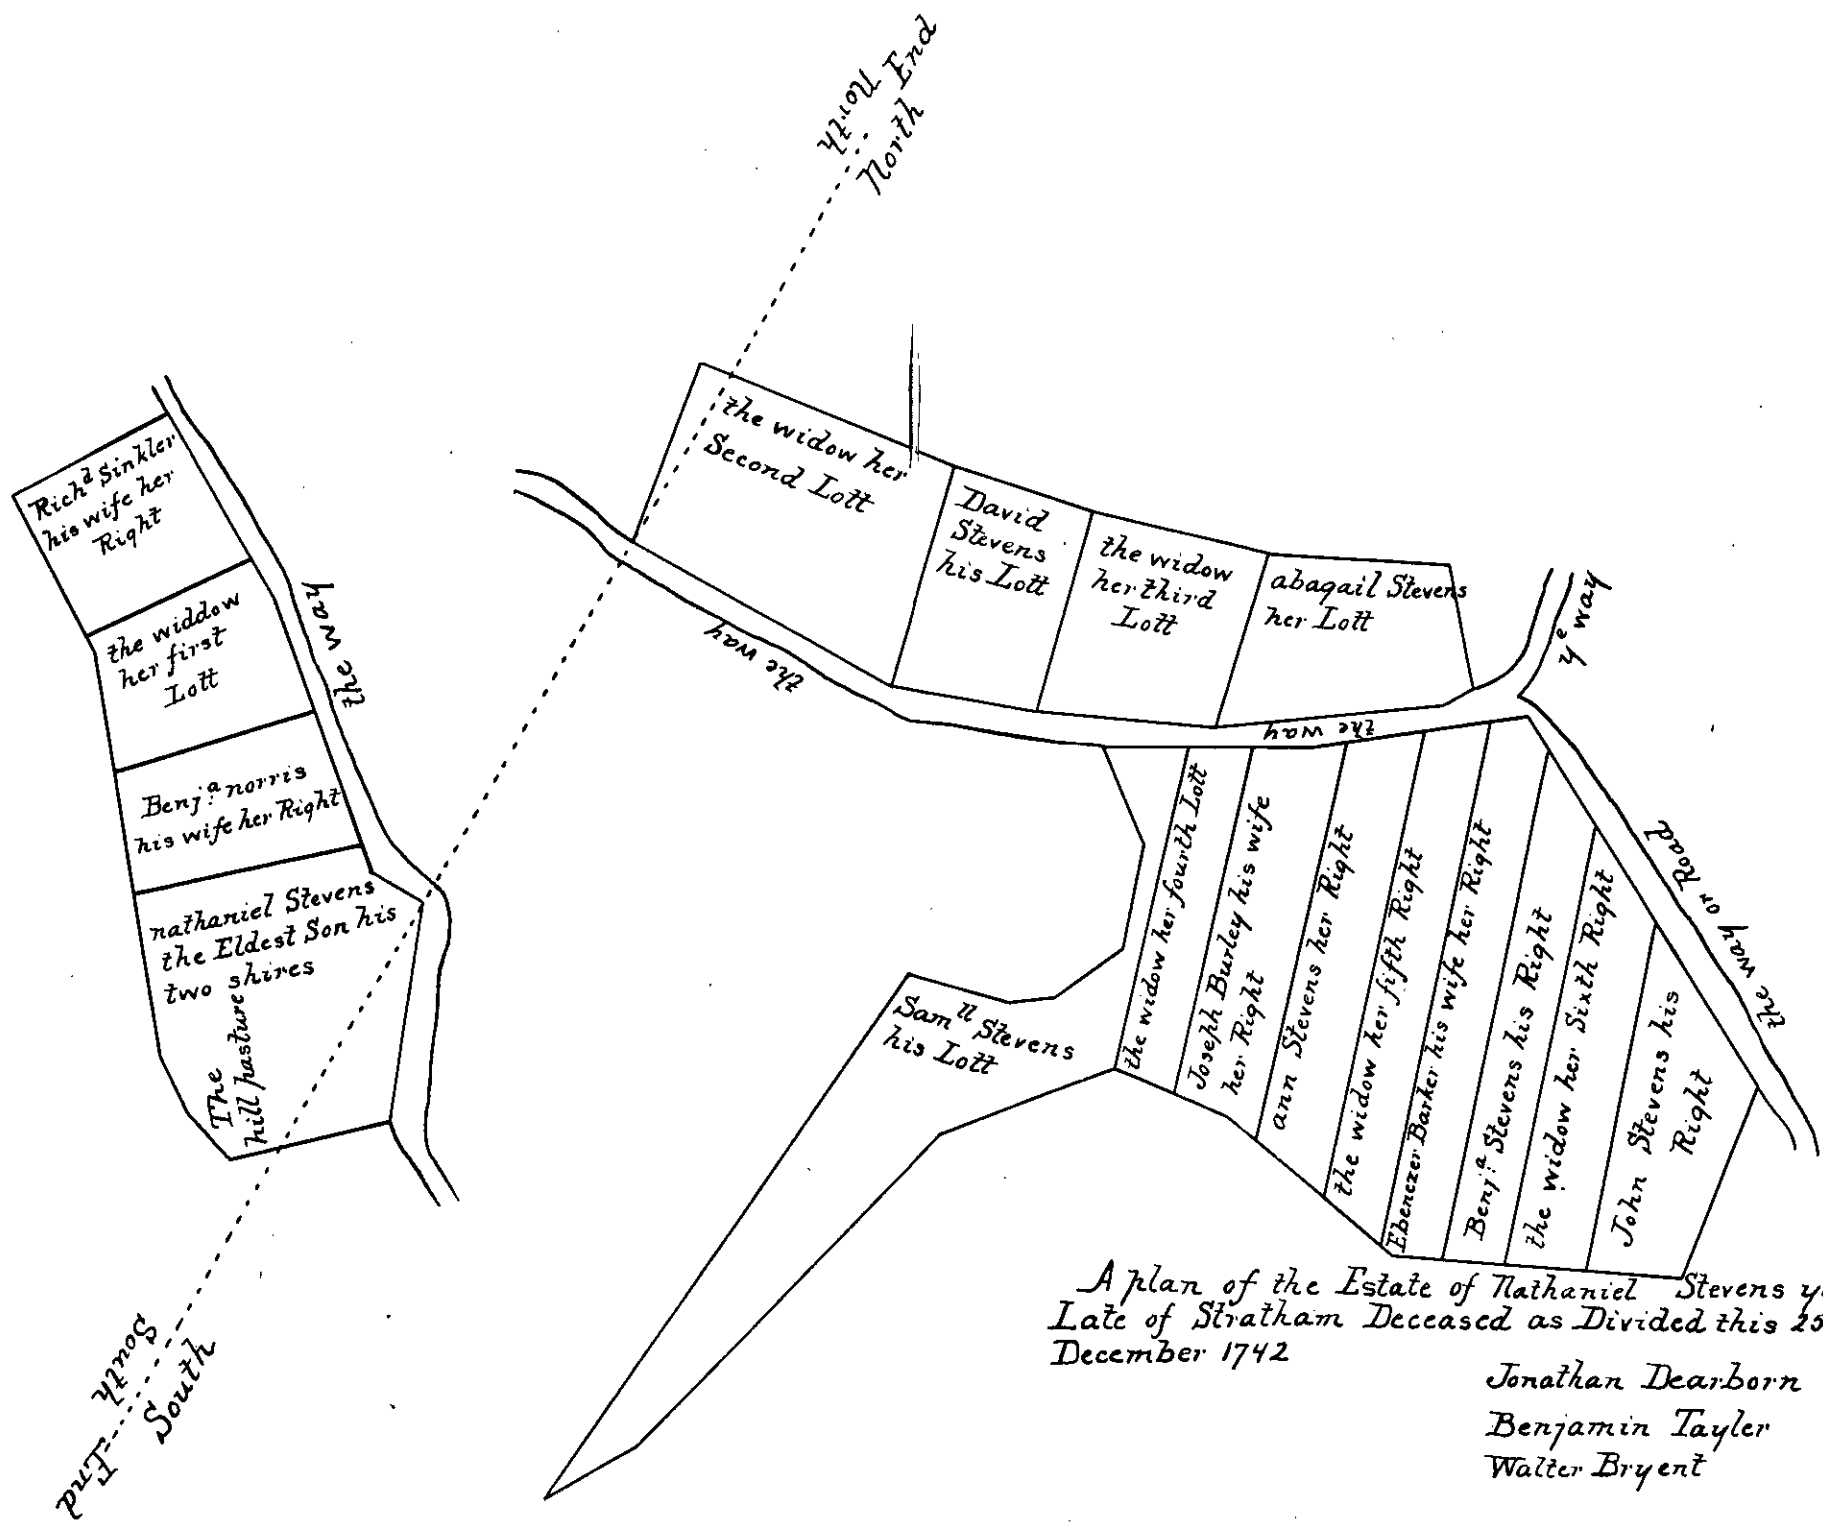 North End
North
Rich^d Sinkler
his wife her
Right
the widdow
her first
Lott
Benj^a: norris
his wife her Right
nathaniel Stevens
the Eldest Son his
two shires
The
hill pasture
the way
the widow her
Second Lott
David
Stevens
his Lott
the widow
her third
Lott
abagail Stevens
her Lott
the way
the way
y^e way
the way or Road
Sam^ll Stevens
his Lott
the widow her fourth Lott
Joseph Burley his wife
her Right
ann Stevens her Right
the widow her fifth Right
Ebenezer Barker his wife her Right
Benj^a: Stevens his Right
the widow her Sixth Right
John Stevens his
Right
South
South
End
A plan of the Estate of Nathaniel Stevens
Late of Stratham Deceased as Divided this 25
December 1742
Jonathan Dearborn
Benjamin Tayler
Walter Bryent